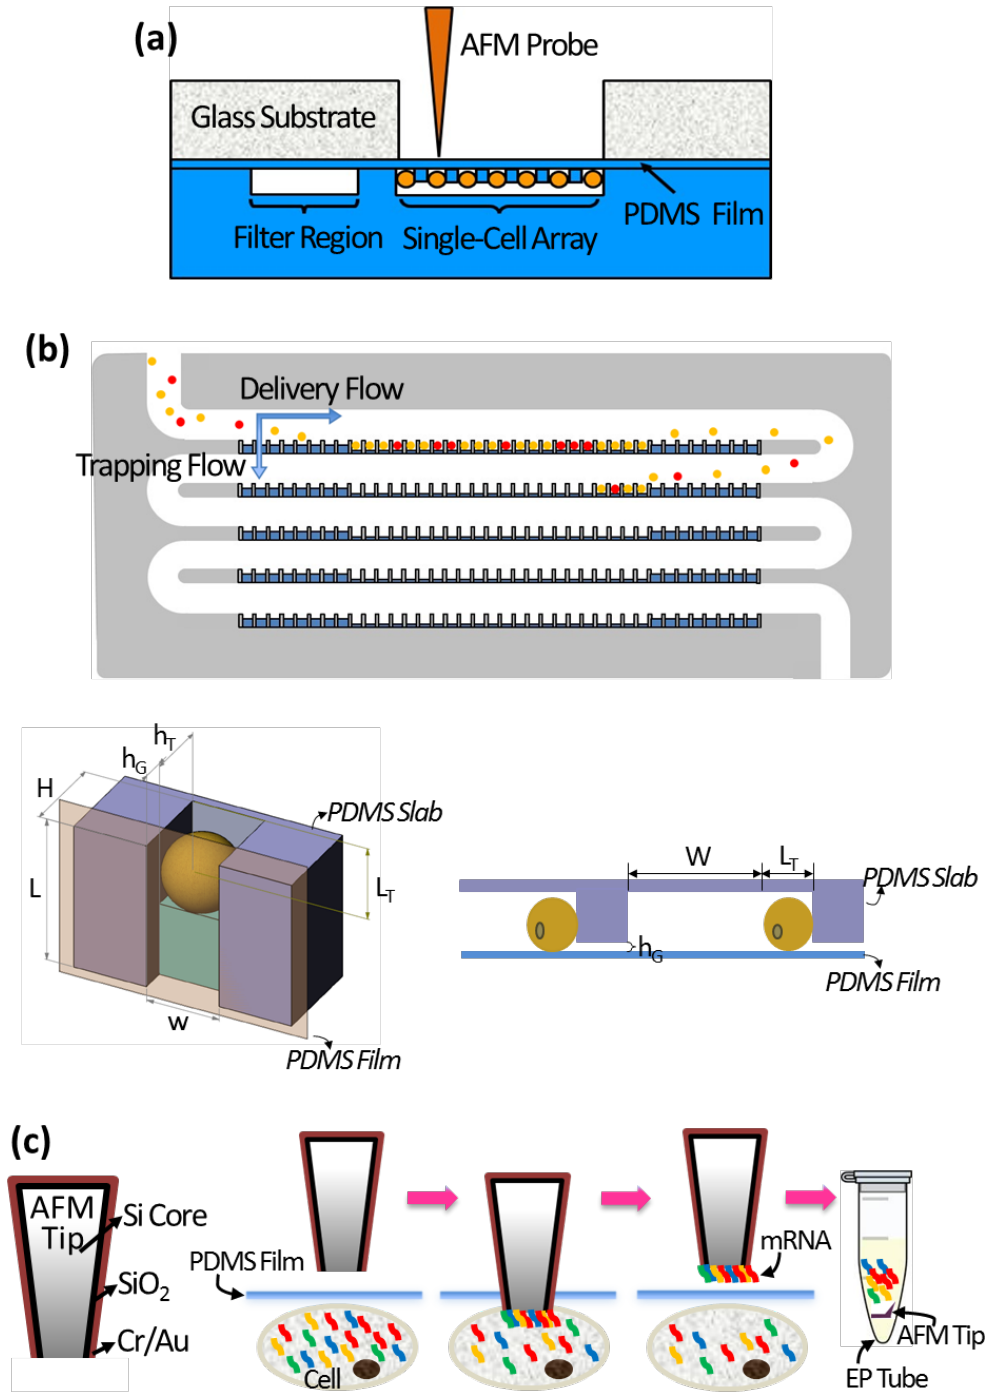 (a)
AFM Probe
Glass Substrate
PDMS Film
Filter Region
Single-Cell Array
(b)
Delivery Flow
Trapping Flow
hT
hG
H
PDMS Slab
L
LT
w
PDMS Film
W
LT
PDMS Slab
hG
PDMS Film
(c)
AFM
Tip
Si Core
SiO2
Cr/Au
PDMS Film
Cell
mRNA
AFM Tip
EP Tube